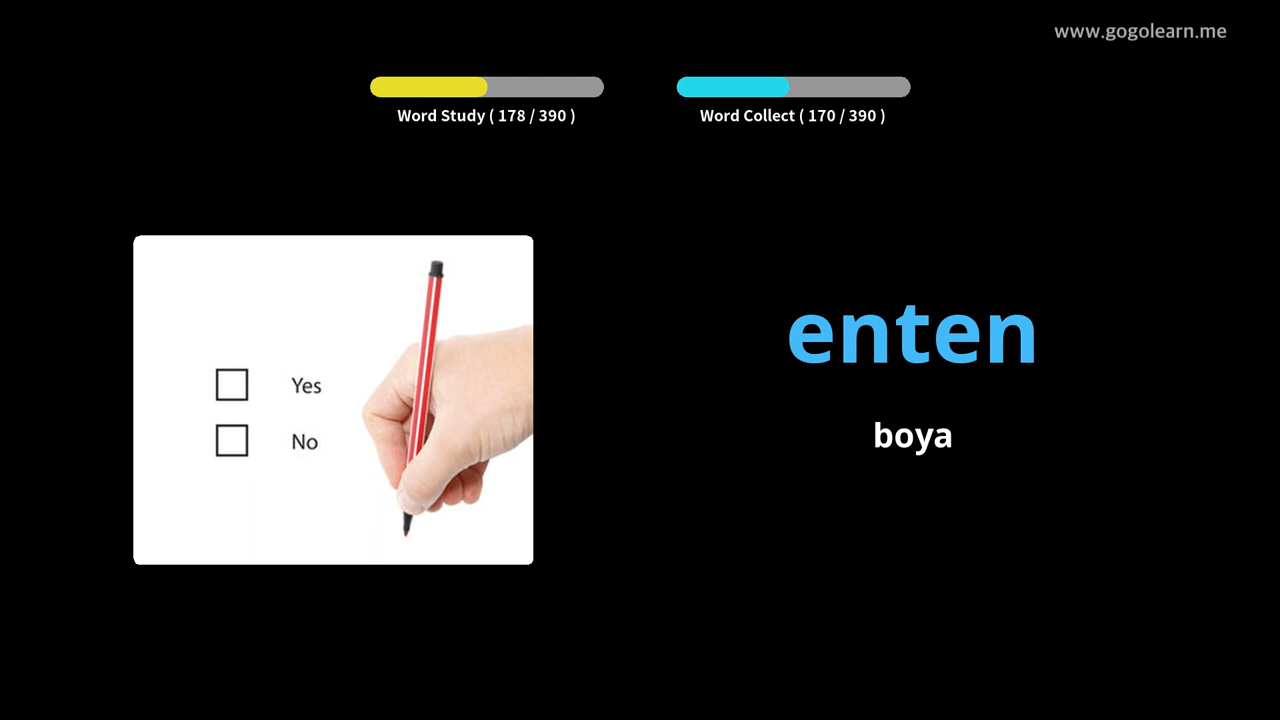 www.gogolearn.me
Word Study ( 178 / 390 )
Word Collect ( 170 / 390 )
Yes
No
enten
boya